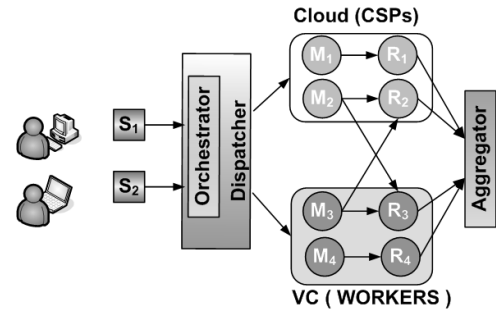 Cloud (CSPs)
M1 R1
M2 R2
S1
S2
Orchestrator
Dispatcher
Aggregator
M3 R3
M4 R4
VC ( WORKERS )